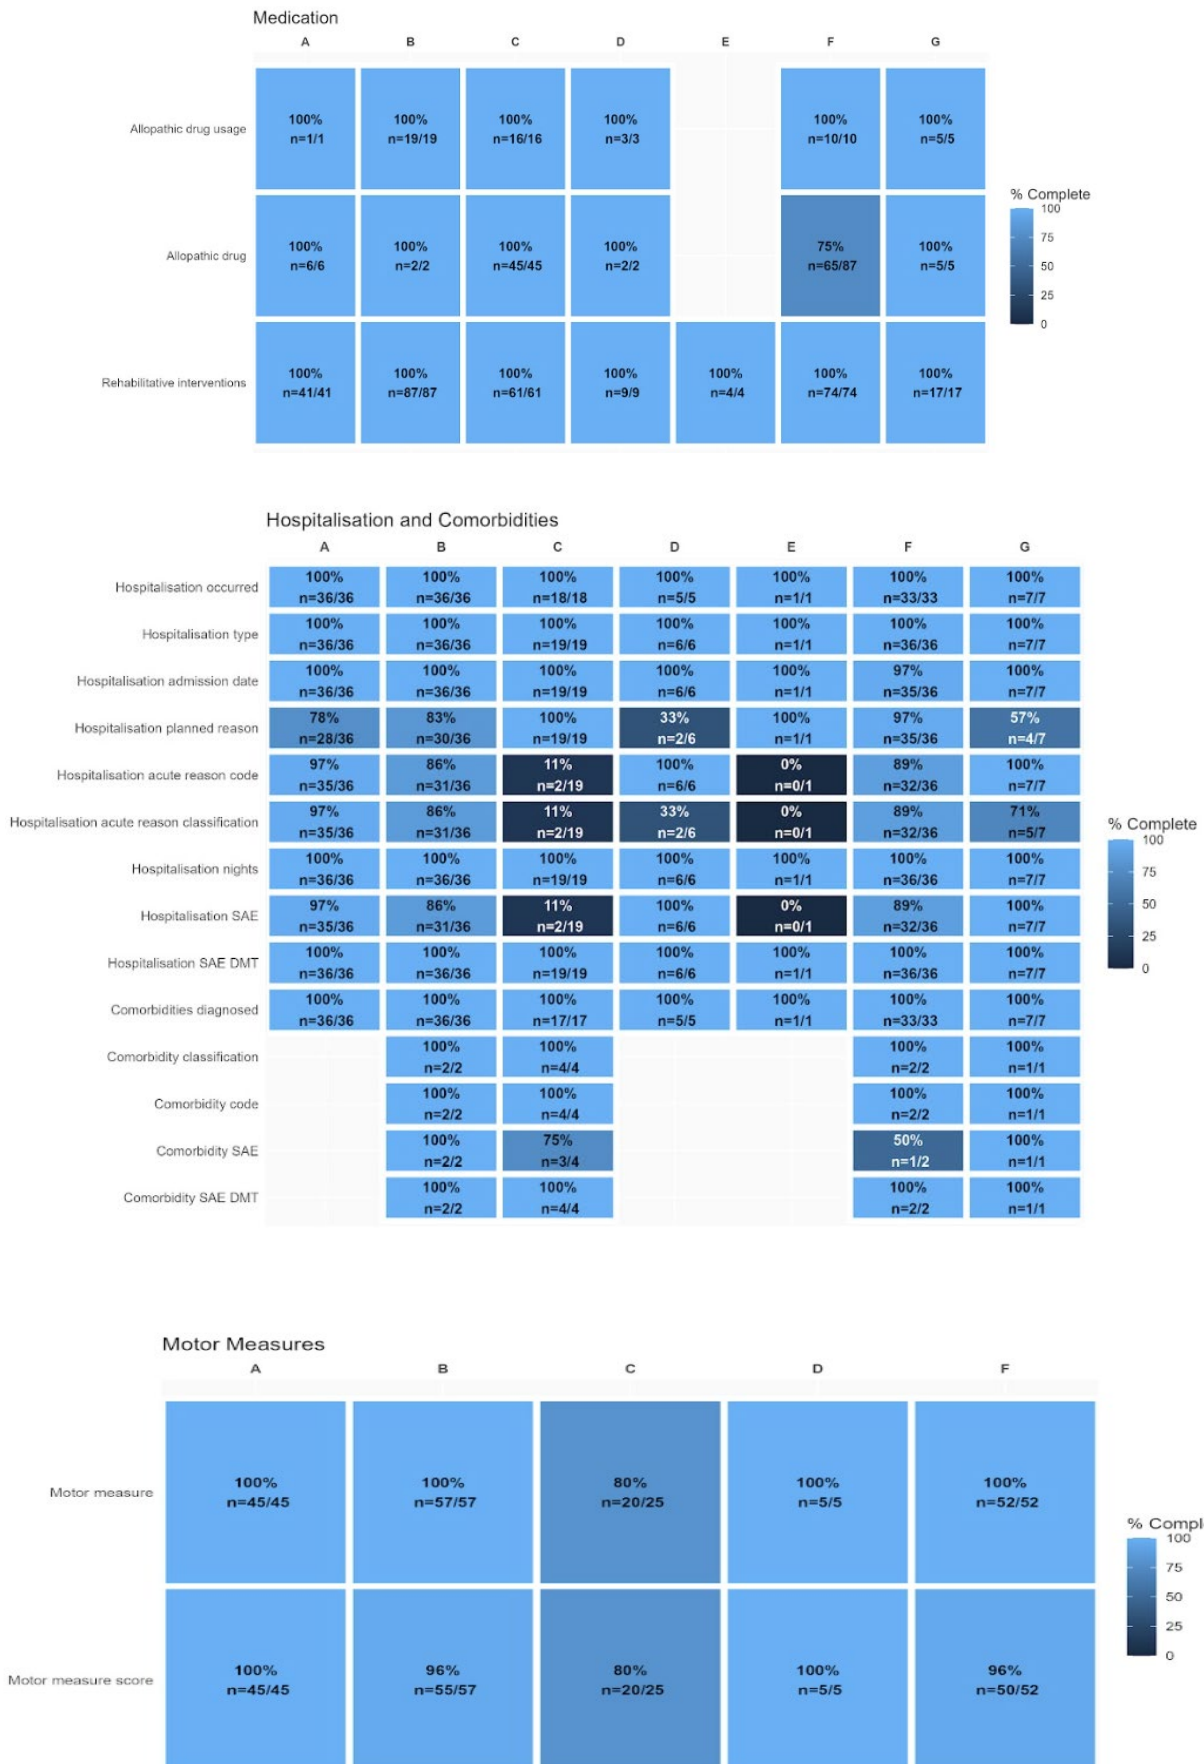 Medication
A B C D E F G
Allopathic drug usage
100% 100% 100% 100% 100% 100%
n=1/1 n=19/19 n=16/16 n=3/3 n=10/10 n=5/5
Allopathic drug
100% 100% 100% 100% 75% 100%
n=6/6 n=2/2 n=45/45 n=2/2 n=65/87 n=5/5
Rehabilitative interventions
100% 100% 100% 100% 100% 100% 100%
n=41/41 n=87/87 n=61/61 n=9/9 n=4/4 n=74/74 n=17/17
% Complete
100
75
50
25
0
Hospitalisation and Comorbidities
A B C D E F G
Hospitalisation occurred
100% 100% 100% 100% 100% 100% 100%
n=36/36 n=36/36 n=18/18 n=5/5 n=1/1 n=33/33 n=7/7
Hospitalisation type
100% 100% 100% 100% 100% 100% 100%
n=36/36 n=36/36 n=19/19 n=6/6 n=1/1 n=36/36 n=7/7
Hospitalisation admission date
100% 100% 100% 100% 100% 97% 100%
n=36/36 n=36/36 n=19/19 n=6/6 n=1/1 n=35/36 n=7/7
Hospitalisation planned reason
78% 83% 100% 33% 100% 97% 57%
n=28/36 n=30/36 n=19/19 n=2/6 n=1/1 n=35/36 n=4/7
Hospitalisation acute reason code
97% 86% 11% 100% 0% 89% 100%
n=35/36 n=31/36 n=2/19 n=6/6 n=0/1 n=32/36 n=7/7
Hospitalisation acute reason classification
97% 86% 11% 33% 0% 89% 71%
n=35/36 n=31/36 n=2/19 n=2/6 n=0/1 n=32/36 n=5/7
Hospitalisation nights
100% 100% 100% 100% 100% 100% 100%
n=36/36 n=36/36 n=19/19 n=6/6 n=1/1 n=36/36 n=7/7
Hospitalisation SAE
97% 86% 11% 100% 0% 89% 100%
n=35/36 n=31/36 n=2/19 n=6/6 n=0/1 n=32/36 n=7/7
Hospitalisation SAE DMT
100% 100% 100% 100% 100% 100% 100%
n=36/36 n=36/36 n=19/19 n=6/6 n=1/1 n=36/36 n=7/7
Comorbidities diagnosed
100% 100% 100% 100% 100% 100% 100%
n=36/36 n=36/36 n=17/17 n=5/5 n=1/1 n=33/33 n=7/7
Comorbidity classification
100% 100% 100% 100%
n=2/2 n=4/4 n=2/2 n=1/1
Comorbidity code
100% 100% 100% 100%
n=2/2 n=4/4 n=2/2 n=1/1
Comorbidity SAE
100% 75% 50% 100%
n=2/2 n=3/4 n=1/2 n=1/1
Comorbidity SAE DMT
100% 100% 100% 100%
n=2/2 n=4/4 n=2/2 n=1/1
% Complete
100
75
50
25
0
Motor Measures
A B C D F
Motor measure
100% 100% 80% 100% 100%
n=45/45 n=57/57 n=20/25 n=5/5 n=52/52
Motor measure score
100% 96% 80% 100% 96%
n=45/45 n=55/57 n=20/25 n=5/5 n=50/52
% Compl
100
75
50
25
0